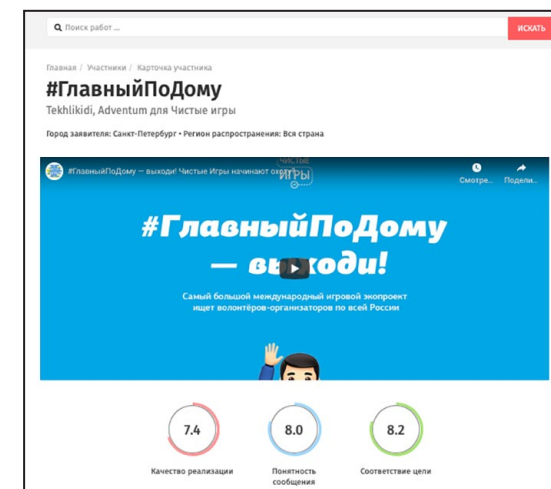 Поиск работ ...
ИСКАТЬ
Главная / Участники / Карточка участника
#ГлавныйПоДому
Tekhlikidi, Adventum для Чистые игры
Город заявителя: Санкт-Петербург • Регион распространения: Вся страна
#ГлавныйПоДому — выходи! Чистые Игры начинают охоту
ЧИСТЫЕ
ИГРЫ
Смотре...
Подели...
#ГлавныйПоДому
— выходи!
Самый большой международный игровой экопроект
ищет волонтёров-организаторов по всей России
7.4
8.0
8.2
Качество реализации
Понятность
сообщения
Соответствие цели